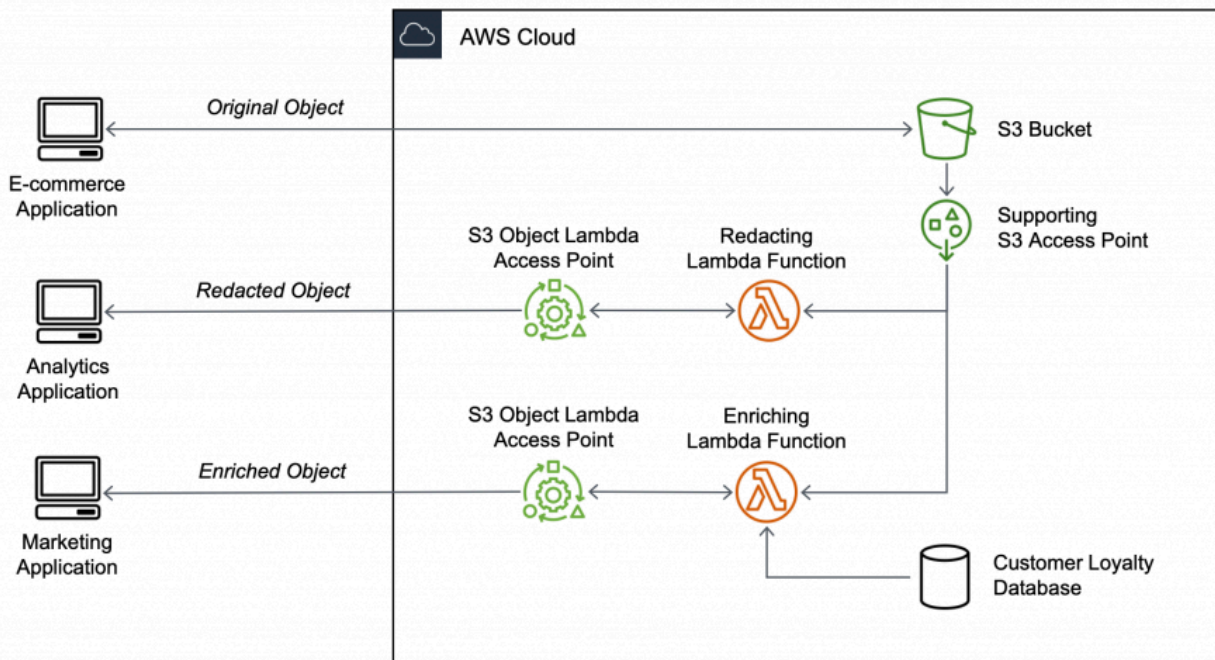 AWS Cloud
Original Object
S3 Bucket
E-commerce
Application
Supporting
S3 Access Point
S3 Object Lambda
Access Point
Redacting
Lambda Function
Redacted Object
Analytics
Application
S3 Object Lambda
Access Point
Enriching
Lambda Function
Enriched Object
Marketing
Application
Customer Loyalty
Database